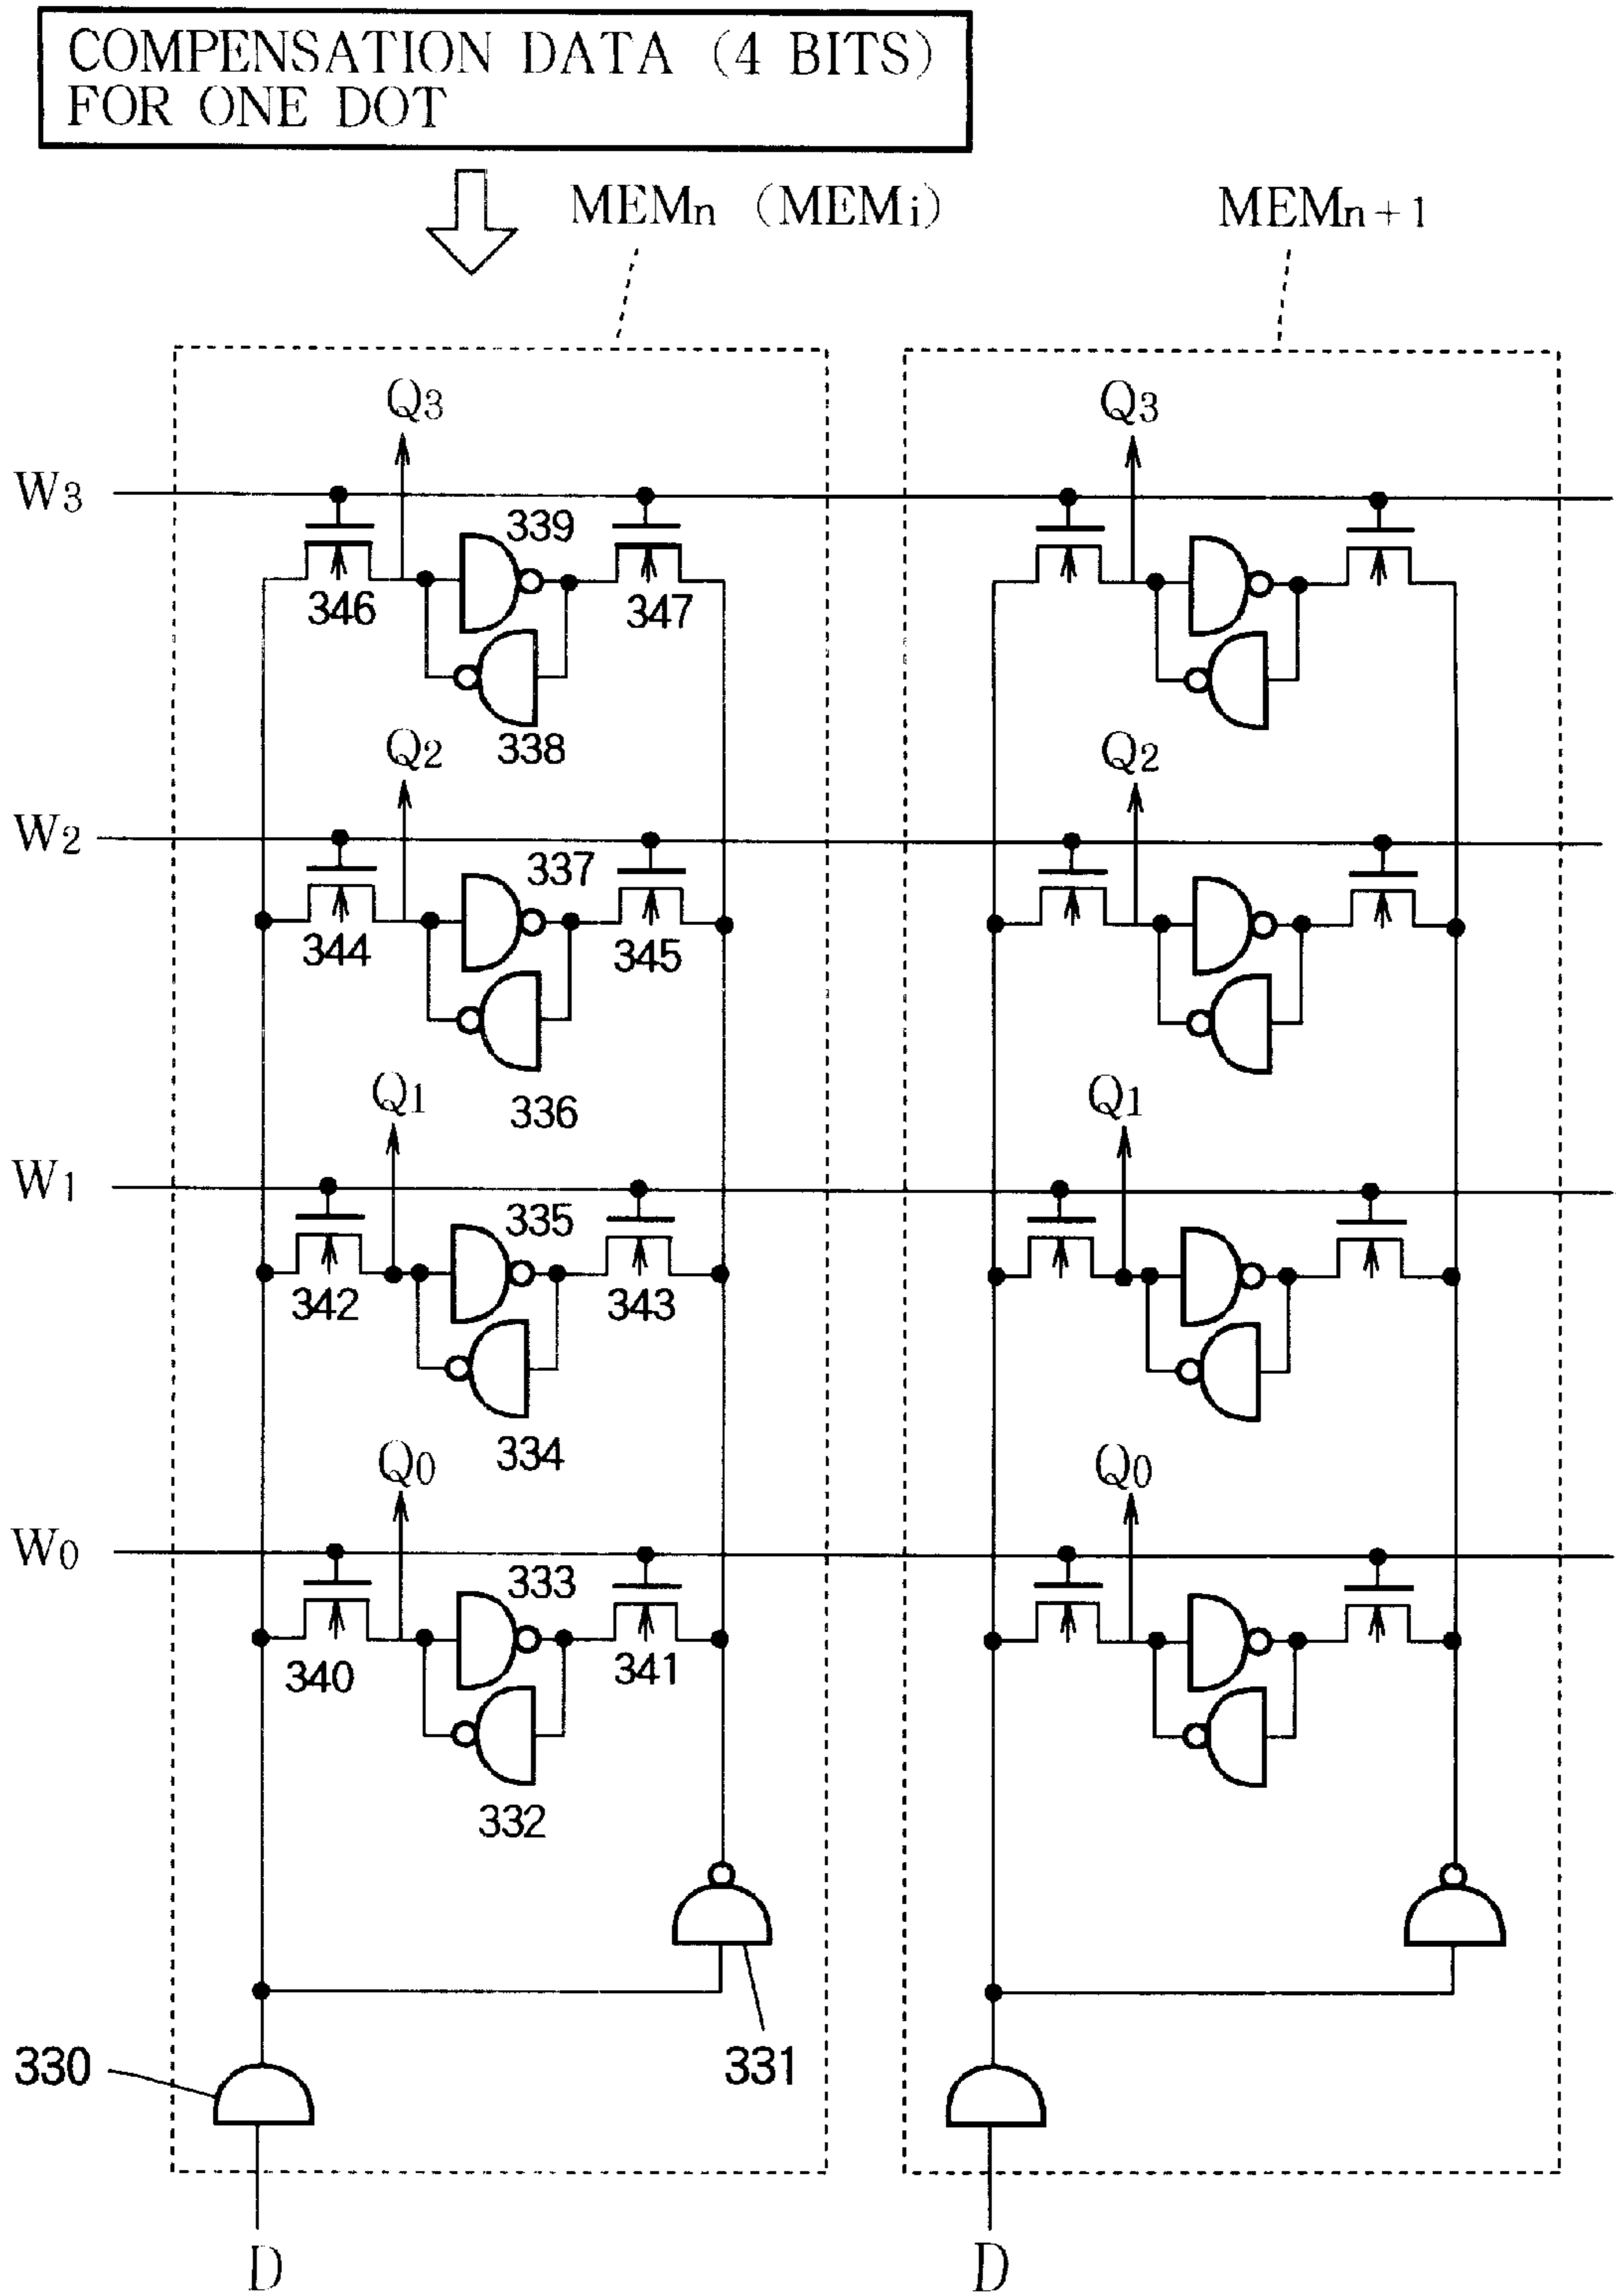 COMPENSATION DATA (4 BITS)
FOR ONE DOT
MEMn (MEMi)
MEMn+1
Q3
Q3
W3
339
346
347
338
Q2
Q2
W2
337
344
345
336
Q1
Q1
W1
335
342
343
334
Q0
Q0
W0
333
340
341
332
330
331
D
D